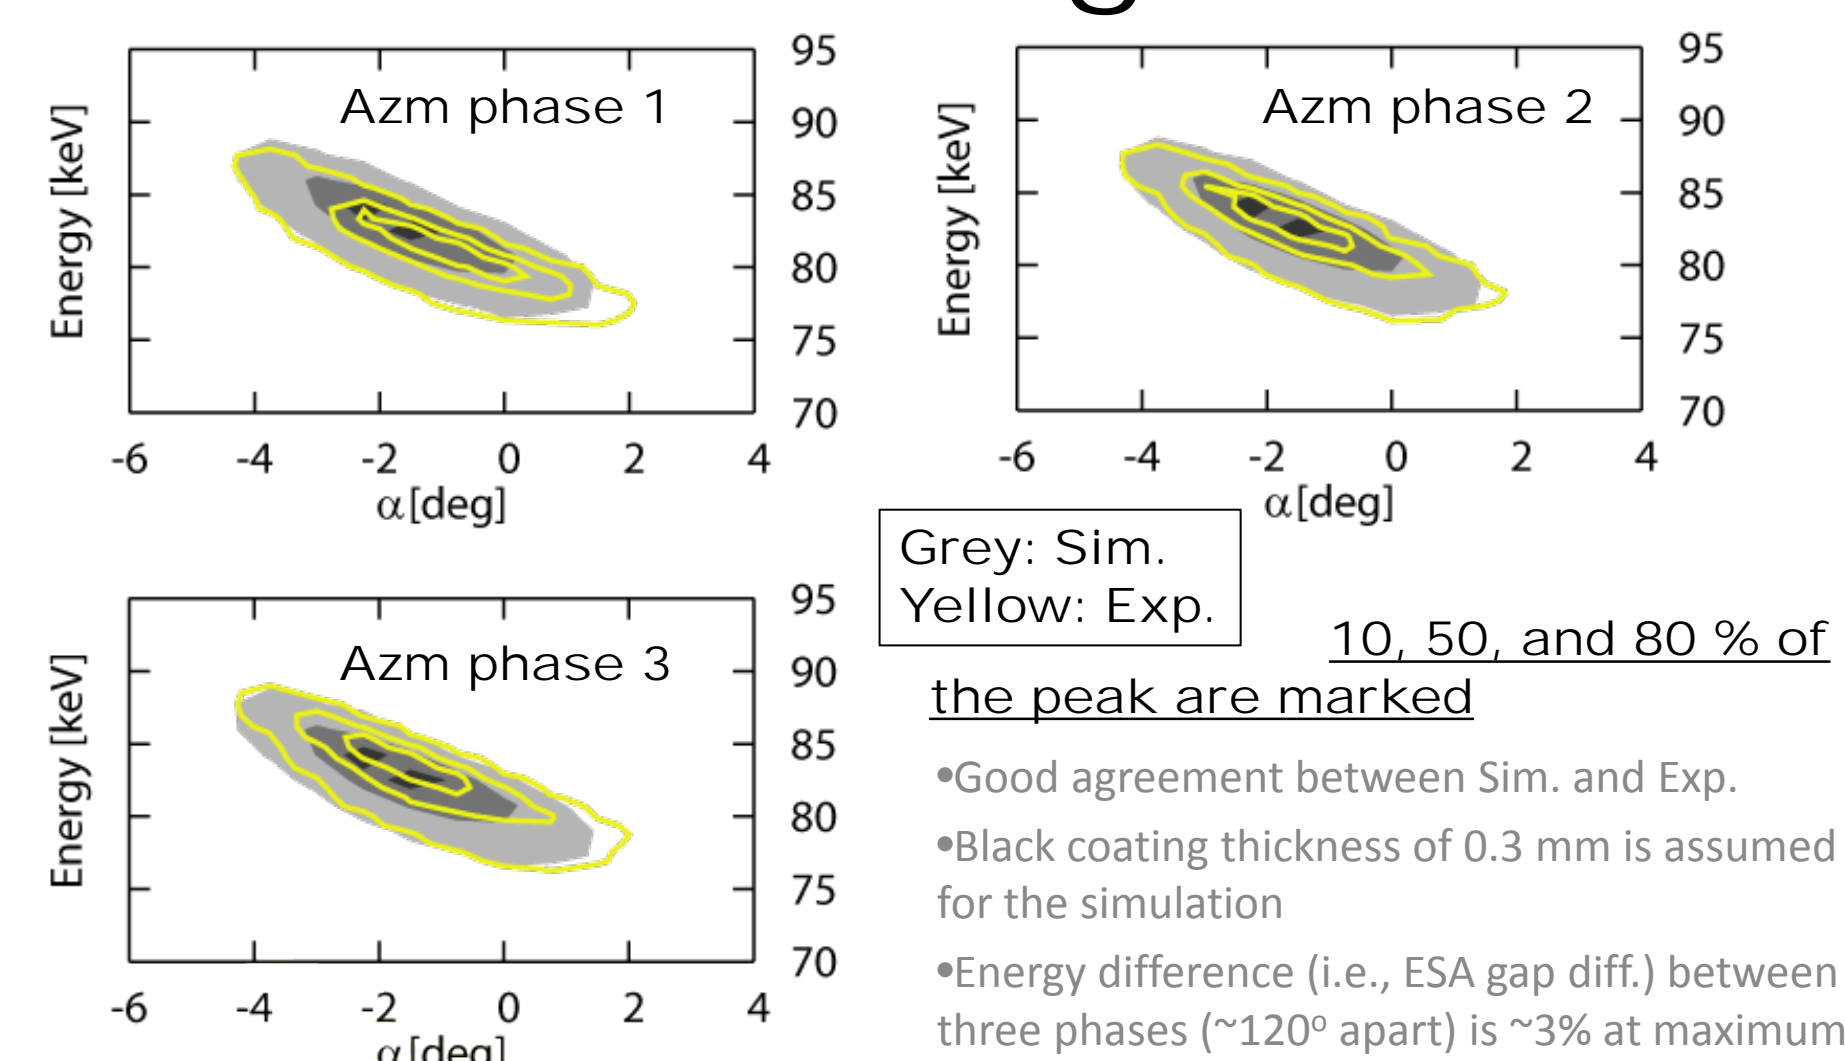 95
Azm phase 1
90
85
80
75
70
Energy [keV]
-6 -4 -2 0 2 4
α[deg]
95
Azm phase 2
90
85
80
75
70
Energy [keV]
-6 -4 -2 0 2 4
α[deg]
Grey: Sim.
Yellow: Exp.
95
Azm phase 3
90
85
80
75
70
Energy [keV]
-6 -4 -2 0 2 4
α[deg]
10, 50, and 80 % of
the peak are marked
•Good agreement between Sim. and Exp.
•Black coating thickness of 0.3 mm is assumed
for the simulation
•Energy difference (i.e., ESA gap diff.) between
three phases (~120º apart) is ~3% at maximum